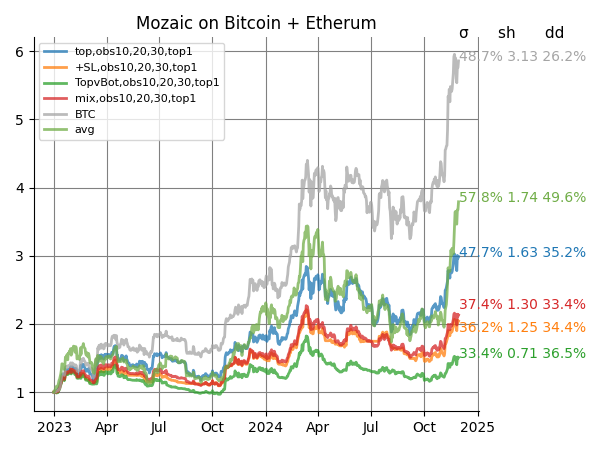 Mozaic on Bitcoin + Etherum
σ sh dd
6
5
4
3
2
1
top,obs10,20,30,top1
+SL,obs10,20,30,top1
TopvBot,obs10,20,30,top1
mix,obs10,20,30,top1
BTC
avg
48.7% 3.13 26.2%
57.8% 1.74 49.6%
47.7% 1.63 35.2%
37.4% 1.30 33.4%
36.2% 1.25 34.4%
33.4% 0.71 36.5%
2023 Apr Jul Oct 2024 Apr Jul Oct 2025